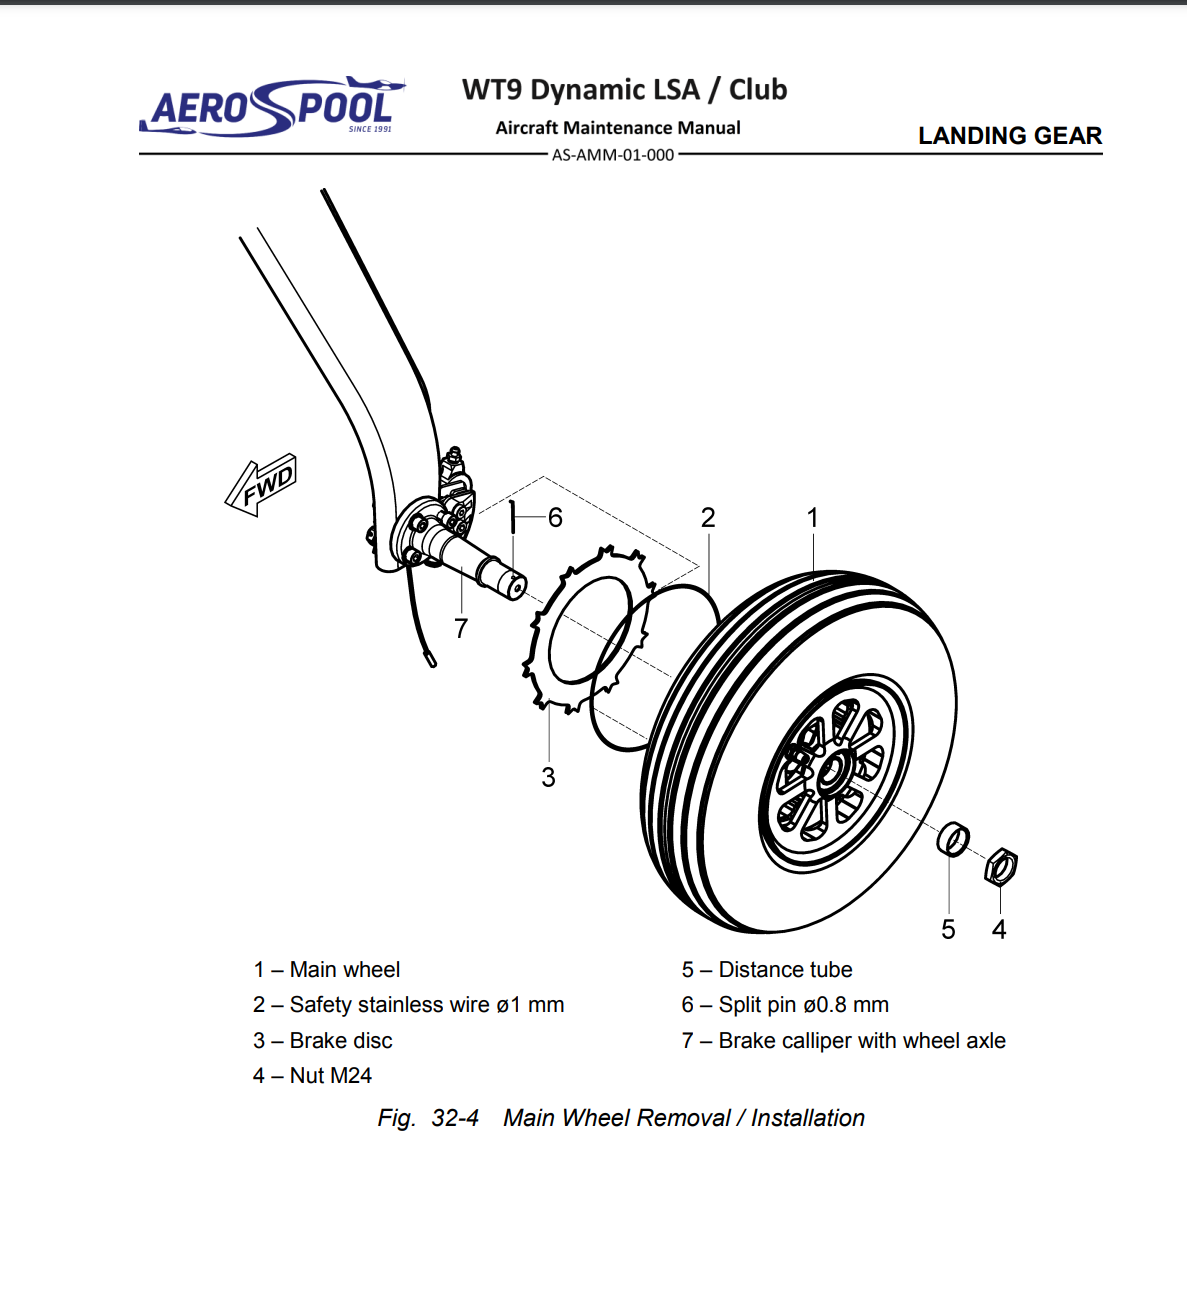 AEROSPOOL
SINCE 1991
WT9 Dynamic LSA / Club
Aircraft Maintenance Manual
AS-AMM-01-000
LANDING GEAR
FWD
6
2
1
7
3
5
4
1 – Main wheel
2 – Safety stainless wire ø1 mm
3 – Brake disc
4 – Nut M24
5 – Distance tube
6 – Split pin ø0.8 mm
7 – Brake calliper with wheel axle
Fig. 32-4 Main Wheel Removal / Installation